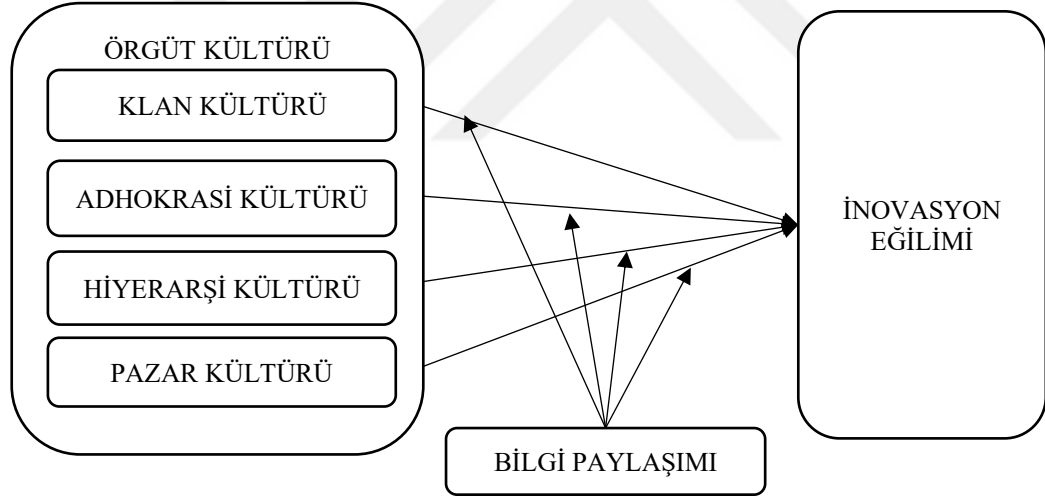 ÖRGÜT KÜLTÜRÜ
KLAN KÜLTÜRÜ
ADHOKRASİ KÜLTÜRÜ
HİYERARŞİ KÜLTÜRÜ
PAZAR KÜLTÜRÜ
BİLGİ PAYLAŞIMI
İNOVASYON
EĞİLİMİ